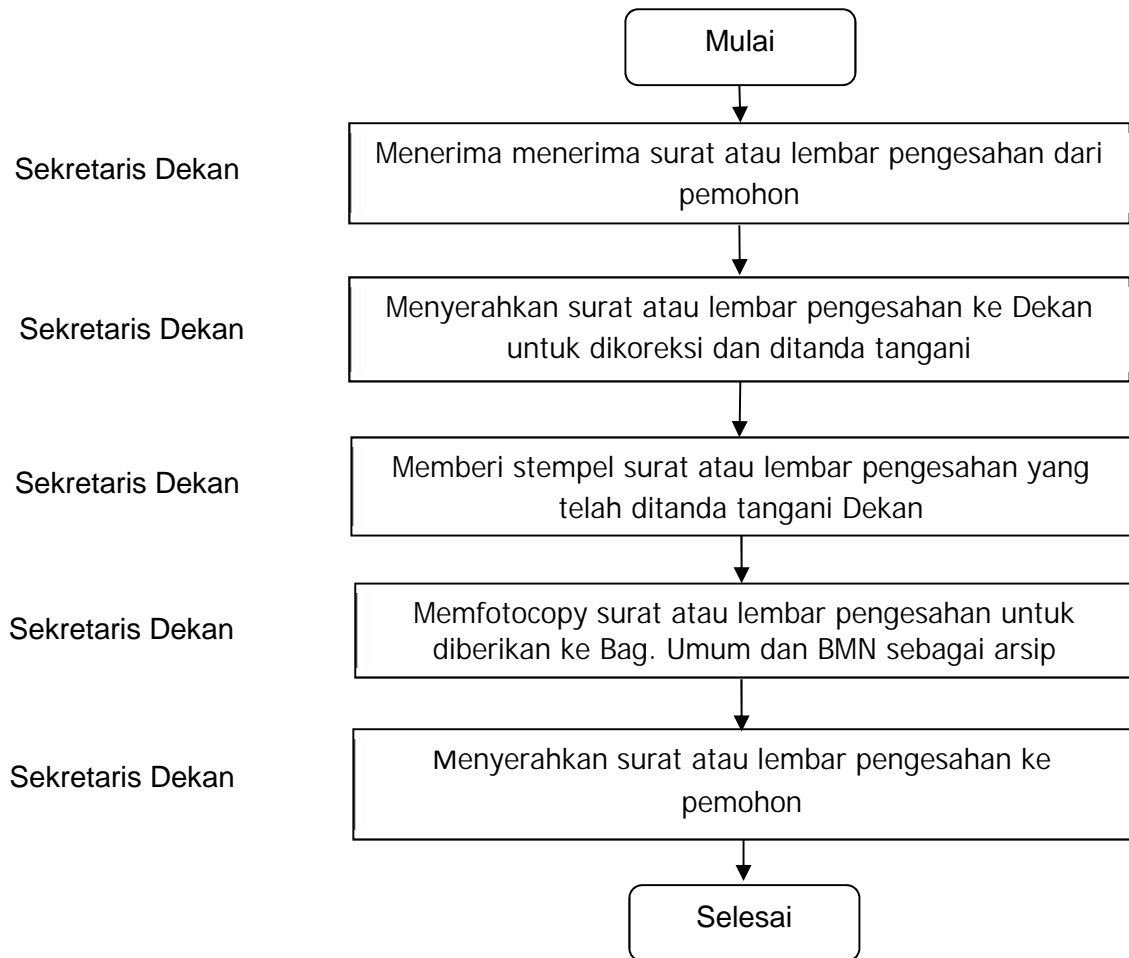 Mulai
Sekretaris Dekan
Menerima menerima surat atau lembar pengesahan dari
pemohon
Sekretaris Dekan
Menyerahkan surat atau lembar pengesahan ke Dekan
untuk dikoreksi dan ditanda tangani
Sekretaris Dekan
Memberi stempel surat atau lembar pengesahan yang
telah ditanda tangani Dekan
Sekretaris Dekan
Memfotocopy surat atau lembar pengesahan untuk
diberikan ke Bag. Umum dan BMN sebagai arsip
Sekretaris Dekan
Menyerahkan surat atau lembar pengesahan ke
pemohon
Selesai